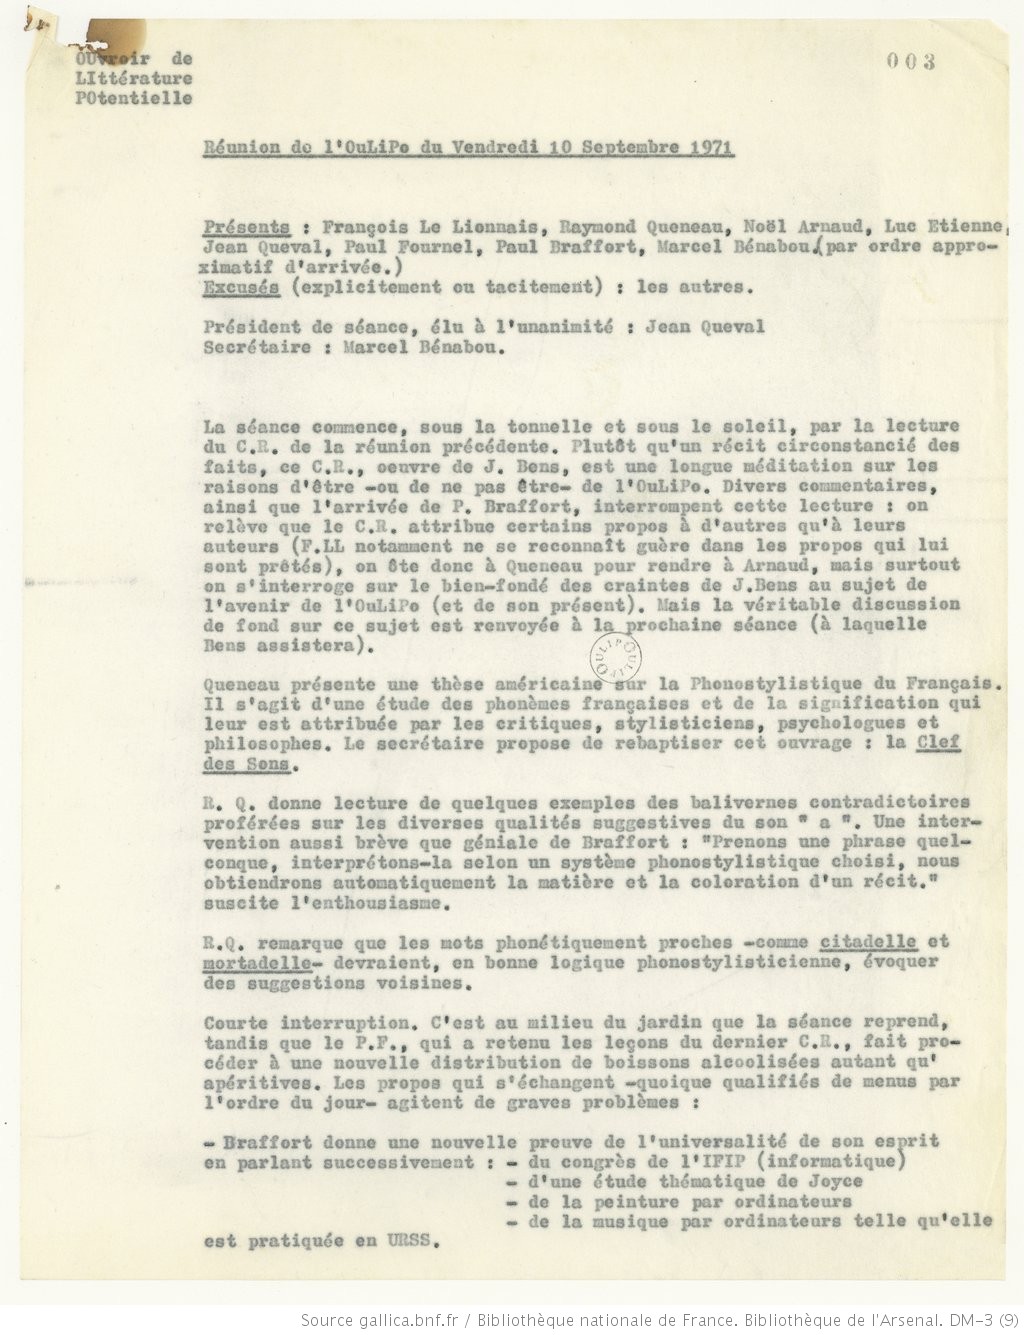 OUvroir de
LIttérature
POtentielle
003
Réunion de l'OuLiPo du Vendredi 10 Septembre 1971
Présents : François Le Lionnais, Raymond Queneau, Noël Arnaud, Luc Etienne,
Jean Queval, Paul Fournel, Paul Braffort, Marcel Bénabou.(par ordre appro-
ximatif d'arrivée.)
Excusés (explicitement ou tacitement) : les autres.
Président de séance, élu à l'unanimité : Jean Queval
Secrétaire : Marcel Bénabou.
La séance commence, sous la tonnelle et sous le soleil, par la lecture
du C.R. de la réunion précédente. Plutôt qu'un récit circonstancié des
faits, ce C.R., oeuvre de J. Bens, est une longue méditation sur les
raisons d'être -ou de ne pas être- de l'OuLiPo. Divers commentaires,
ainsi que l'arrivée de P. Braffort, interrompent cette lecture : on
relève que le C.R. attribue certains propos à d'autres qu'à leurs
auteurs (F.LL notamment ne se reconnaît guère dans les propos qui lui
sont prêtés), on ôte donc à Queneau pour rendre à Arnaud, mais surtout
on s'interroge sur le bien-fondé des craintes de J.Bens au sujet de
l'avenir de l'OuLiPo (et de son présent). Mais la véritable discussion
de fond sur ce sujet est renvoyée à la prochaine séance (à laquelle
Bens assistera).
OULIPOULIPOULIPO
Queneau présente une thèse américaine sur la Phonostylistique du Français.
Il s'agit d'une étude des phonèmes françaises et de la signification qui
leur est attribuée par les critiques, stylisticiens, psychologues et
philosophes. Le secrétaire propose de rebaptiser cet ouvrage : la Clef
des Sons.
R. Q. donne lecture de quelques exemples des balivernes contradictoires
proférées sur les diverses qualités suggestives du son " a ". Une inter-
vention aussi brève que géniale de Braffort : "Prenons une phrase quel-
conque, interprétons-la selon un système phonostylistique choisi, nous
obtiendrons automatiquement la matière et la coloration d'un récit."
suscite l'enthousiasme.
R.Q. remarque que les mots phonétiquement proches -comme citadelle et
mortadelle- devraient, en bonne logique phonostylisticienne, évoquer
des suggestions voisines.
Courte interruption. C'est au milieu du jardin que la séance reprend,
tandis que le P.F., qui a retenu les leçons du dernier C.R., fait pro-
céder à une nouvelle distribution de boissons alcoolisées autant qu'
apéritives. Les propos qui s'échangent -quoique qualifiés de menus par
l'ordre du jour- agitent de graves problèmes :
- Braffort donne une nouvelle preuve de l'universalité de son esprit
en parlant successivement : - du congrès de l'IFIP (informatique)
- d'une étude thématique de Joyce
- de la peinture par ordinateurs
- de la musique par ordinateurs telle qu'elle
est pratiquée en URSS.
Source gallica.bnf.fr / Bibliothèque nationale de France. Bibliothèque de l'Arsenal. DM-3 (9)